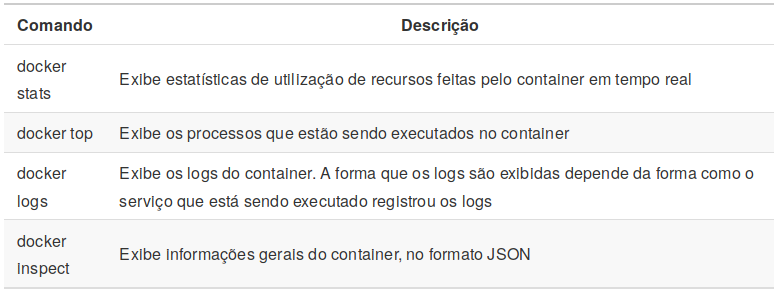 Comando Descrição
docker
stats
Exibe estatísticas de utilização de recursos feitas pelo container em tempo real
docker top Exibe os processos que estão sendo executados no container
docker
logs
Exibe os logs do container. A forma que os logs são exibidas depende da forma como o
serviço que está sendo executado registrou os logs
docker
inspect
Exibe informações gerais do container, no formato JSON